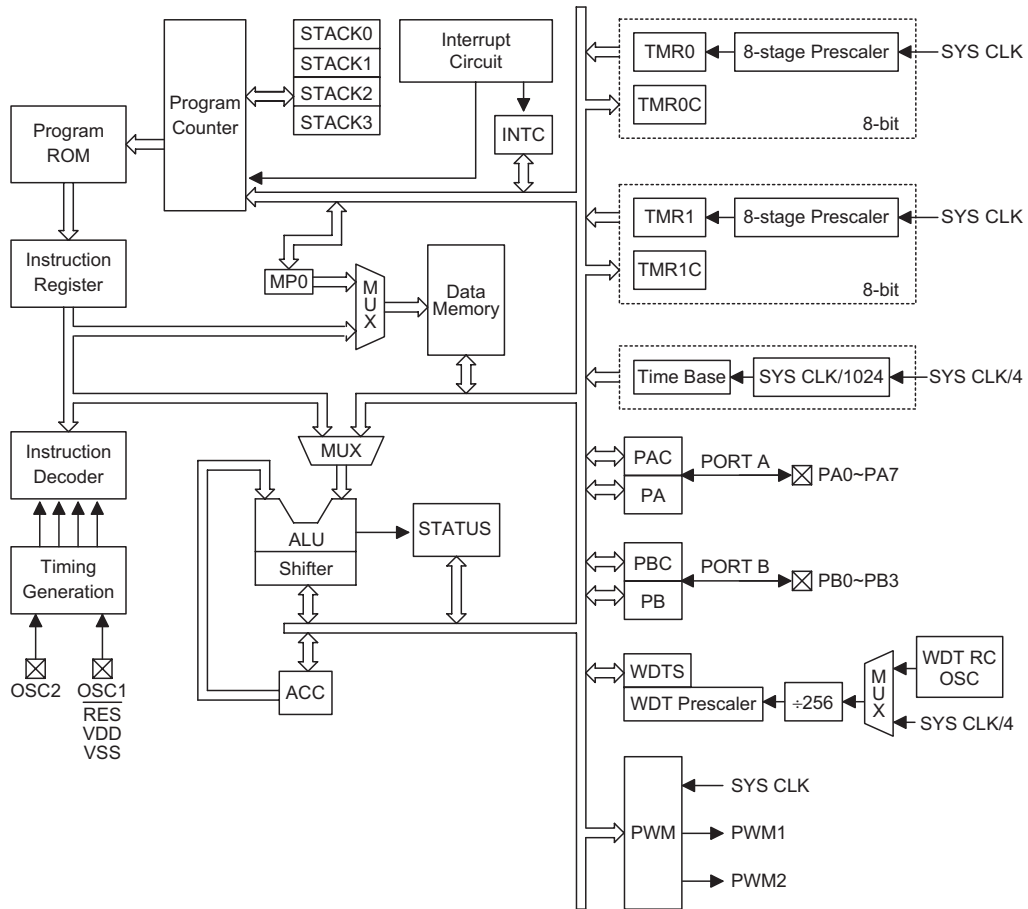 STACK0
STACK1
STACK2
STACK3
Program
Counter
Program
ROM
Interrupt
Circuit
INTC
Instruction
Register
MP0
MUX
Data
Memory
Instruction
Decoder
MUX
ALU
Shifter
STATUS
Timing
Generation
ACC
OSC2
OSC1
RES
VDD
VSS
TMR0
8-stage Prescaler
SYS CLK
TMR0C
8-bit
TMR1
8-stage Prescaler
SYS CLK
TMR1C
8-bit
Time Base
SYS CLK/1024
SYS CLK/4
PAC
PA
PORT A
PA0~PA7
PBC
PB
PORT B
PB0~PB3
WDTS
WDT Prescaler
÷256
MUX
WDT RC
OSC
SYS CLK/4
PWM
SYS CLK
PWM1
PWM2